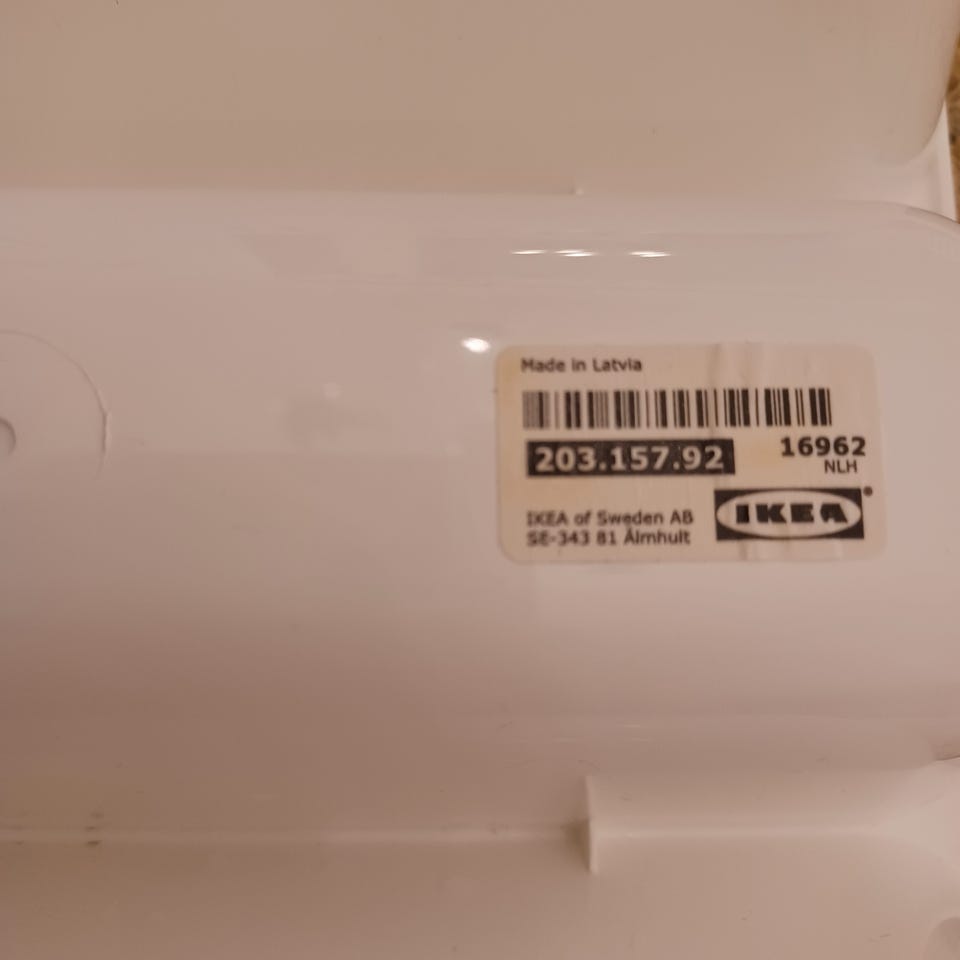 Made in Latvia
203.157.92
16962
NLH
IKEA of Sweden AB
SE-343 81 Älmhult
IKEA®